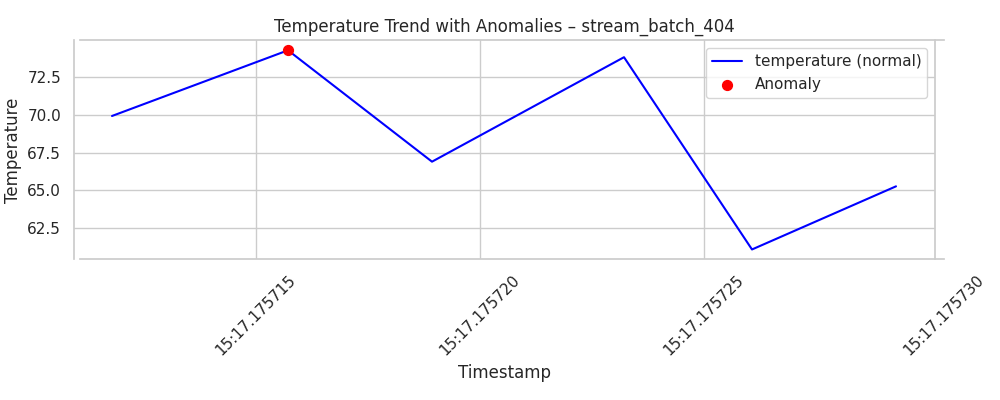 Temperature Trend with Anomalies – stream_batch_404
temperature (normal)
Anomaly
Temperature
72.5
70.0
67.5
65.0
62.5
15:17.175715
15:17.175720
15:17.175725
15:17.175730
Timestamp